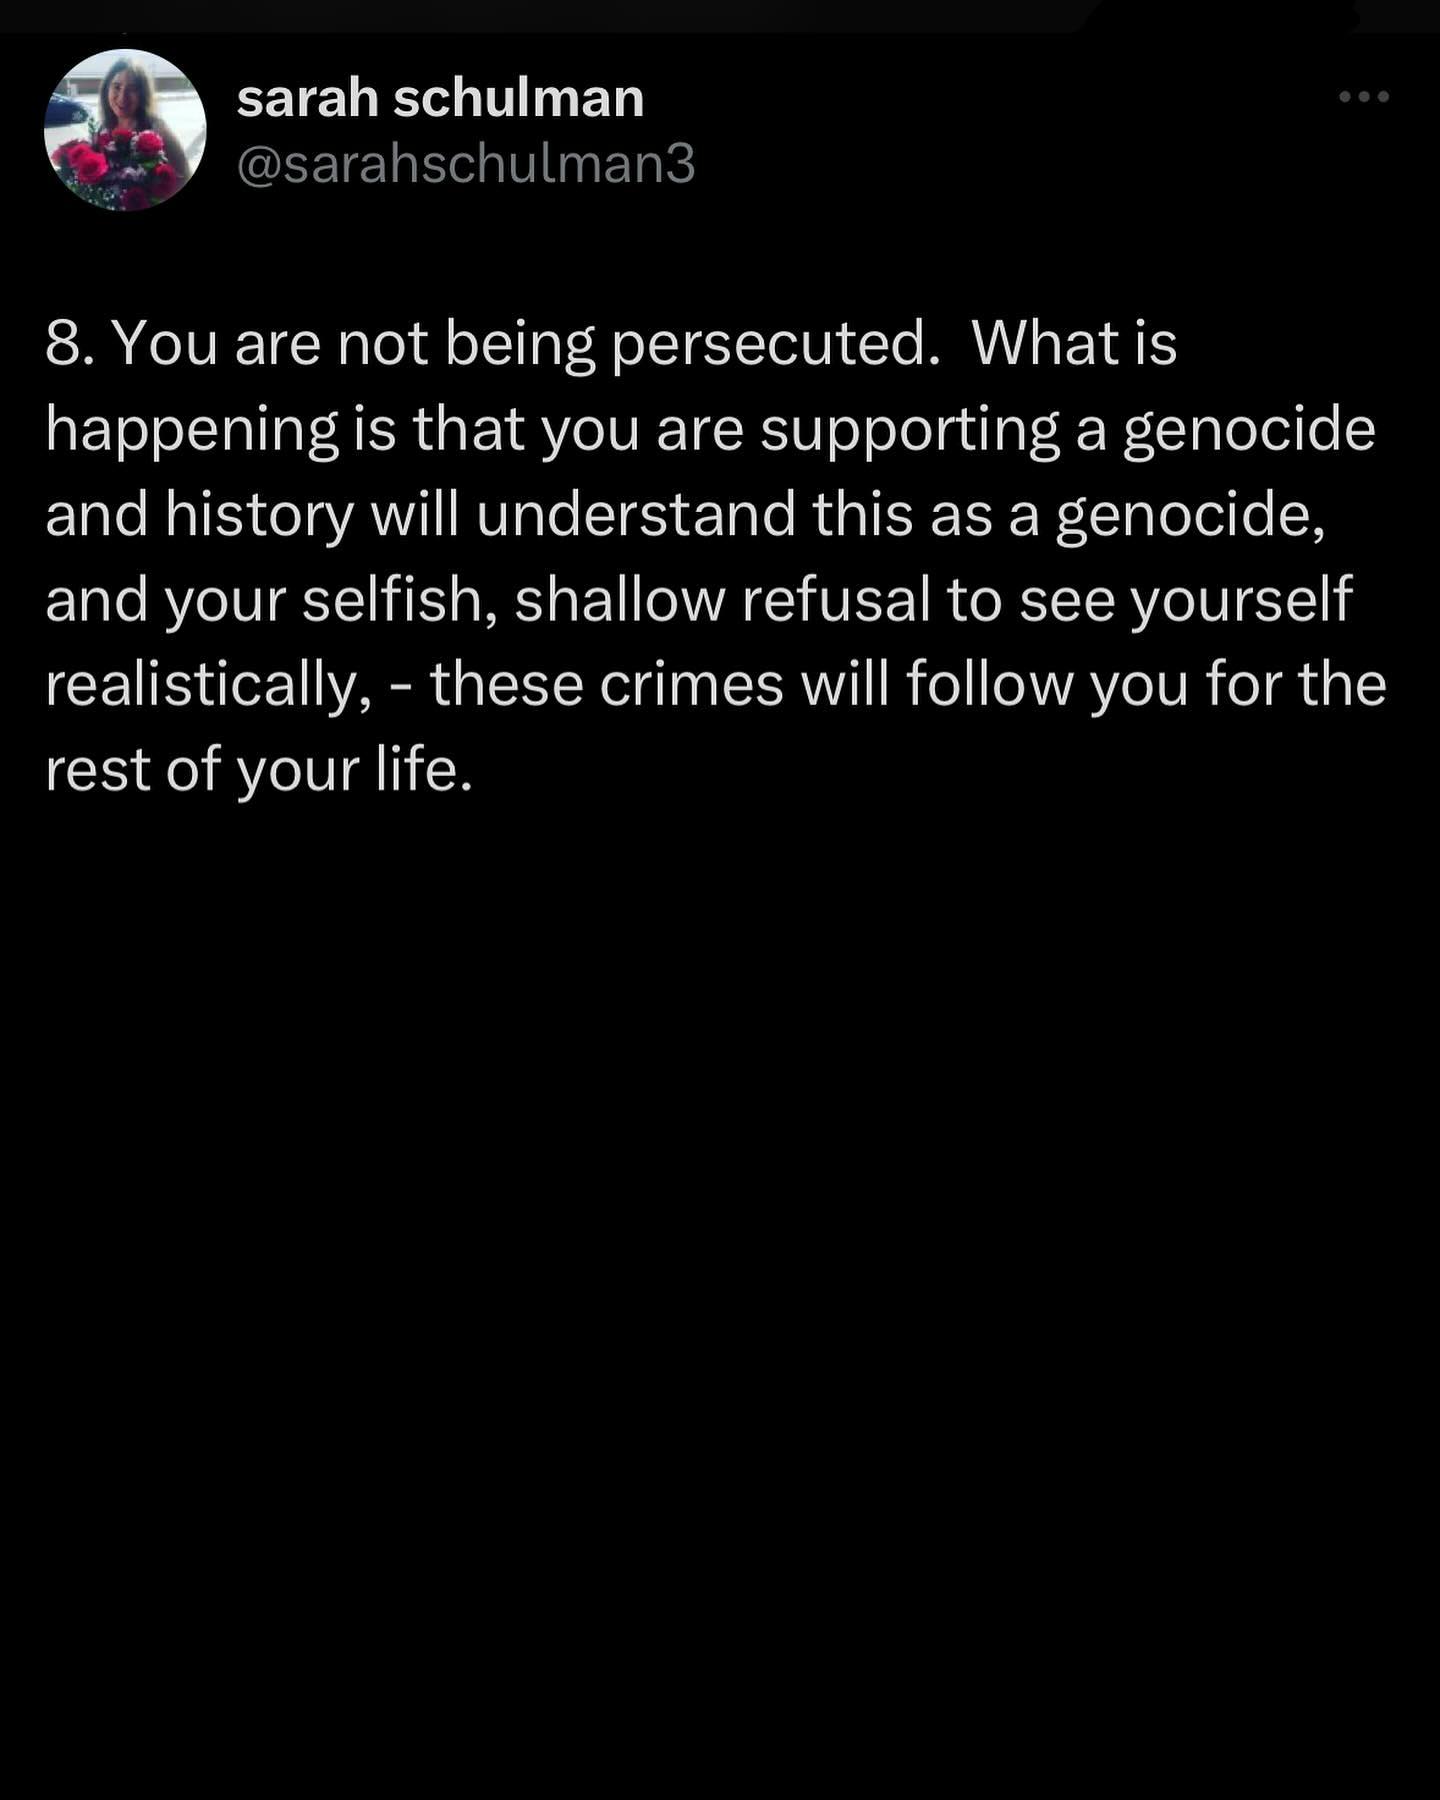 sarah schulman
@sarahschulman3
8. You are not being persecuted.  What is
happening is that you are supporting a genocide
and history will understand this as a genocide,
and your selfish, shallow refusal to see yourself
realistically, - these crimes will follow you for the
rest of your life.